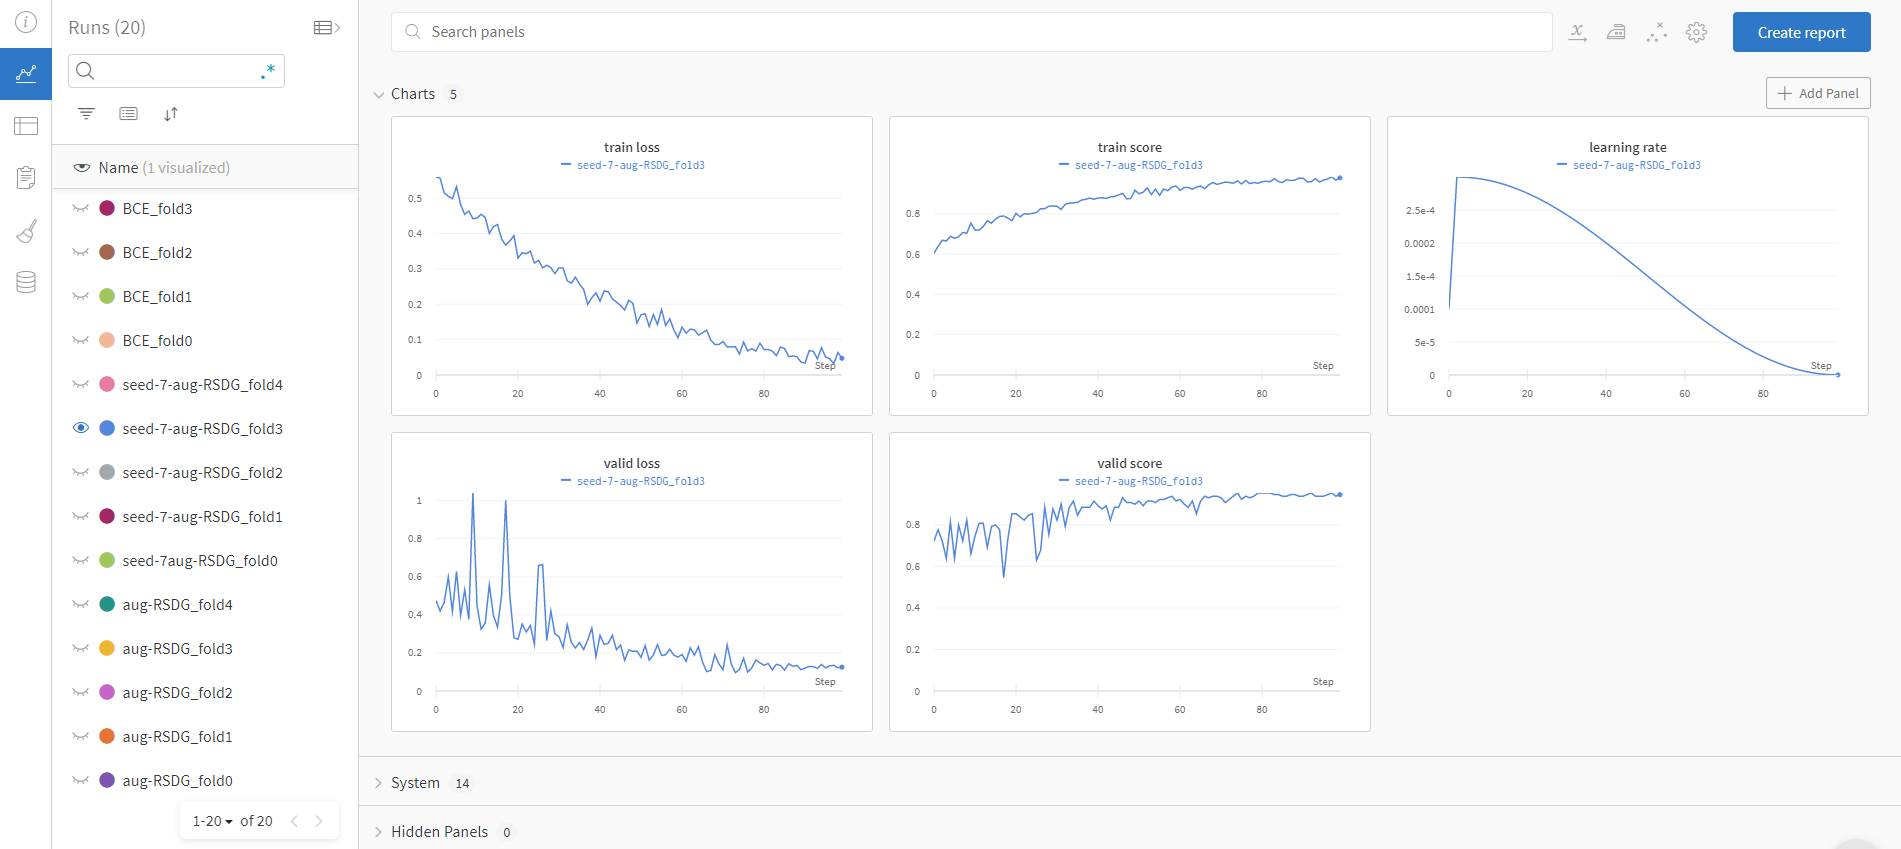 Runs (20)
.*
Name (1 visualized)
BCE_fold3
BCE_fold2
BCE_fold1
BCE_fold0
seed-7-aug-RSDG_fold4
seed-7-aug-RSDG_fold3
seed-7-aug-RSDG_fold2
seed-7-aug-RSDG_fold1
seed-7aug-RSDG_fold0
aug-RSDG_fold4
aug-RSDG_fold3
aug-RSDG_fold2
aug-RSDG_fold1
aug-RSDG_fold0
1-20 of 20
Search panels
Create report
Charts 5
Add Panel
train loss
seed-7-aug-RSDG_fold3
0.5
0.4
0.3
0.2
0.1
0
Step
0 20 40 60 80
train score
seed-7-aug-RSDG_fold3
0.8
0.6
0.4
0.2
0
Step
0 20 40 60 80
learning rate
seed-7-aug-RSDG_fold3
2.5e-4
0.0002
1.5e-4
0.0001
5e-5
0
Step
0 20 40 60 80
valid loss
seed-7-aug-RSDG_fold3
1
0.8
0.6
0.4
0.2
0
Step
0 20 40 60 80
valid score
seed-7-aug-RSDG_fold3
0.8
0.6
0.4
0.2
0
Step
0 20 40 60 80
System 14
Hidden Panels 0